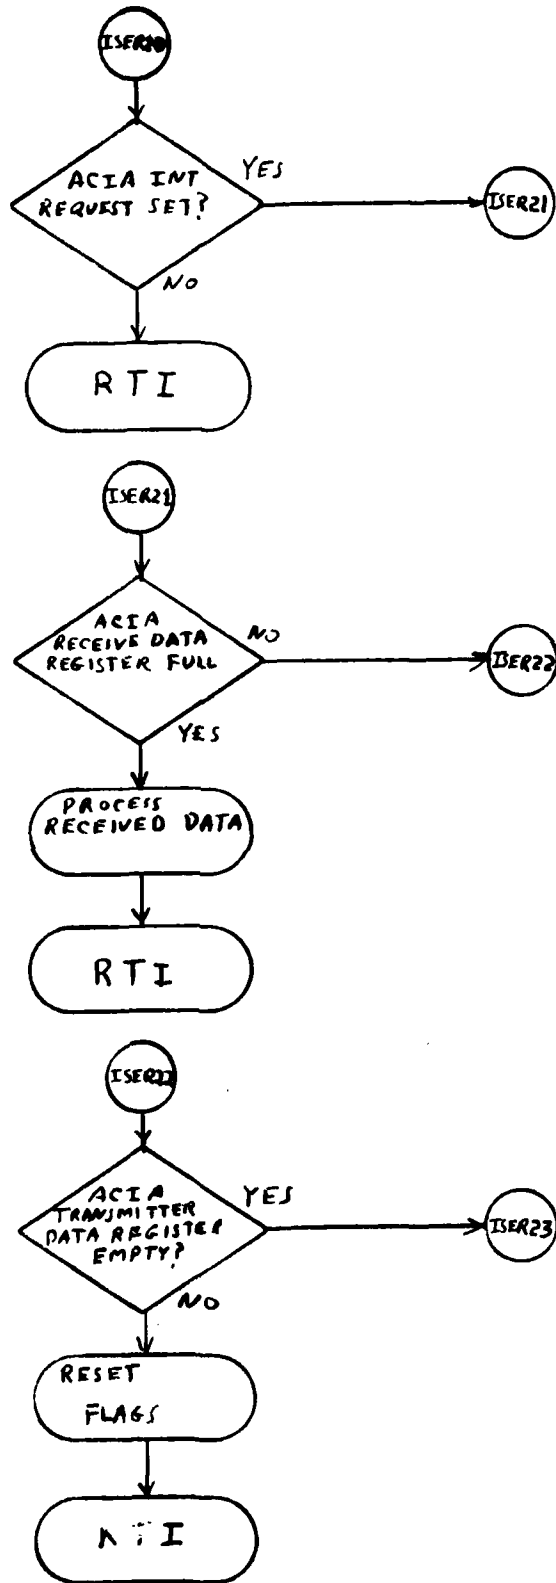 ISER20
ACIA INT
REQUEST SET?
YES
ISER21
NO
RTI
ISER21
ACIA
RECEIVE DATA
REGISTER FULL
NO
ISER22
YES
PROCESS
RECEIVED DATA
RTI
ISER22
ACIA
TRANSMITTER
DATA REGISTER
EMPTY?
YES
ISER23
NO
RESET
FLAGS
RTI